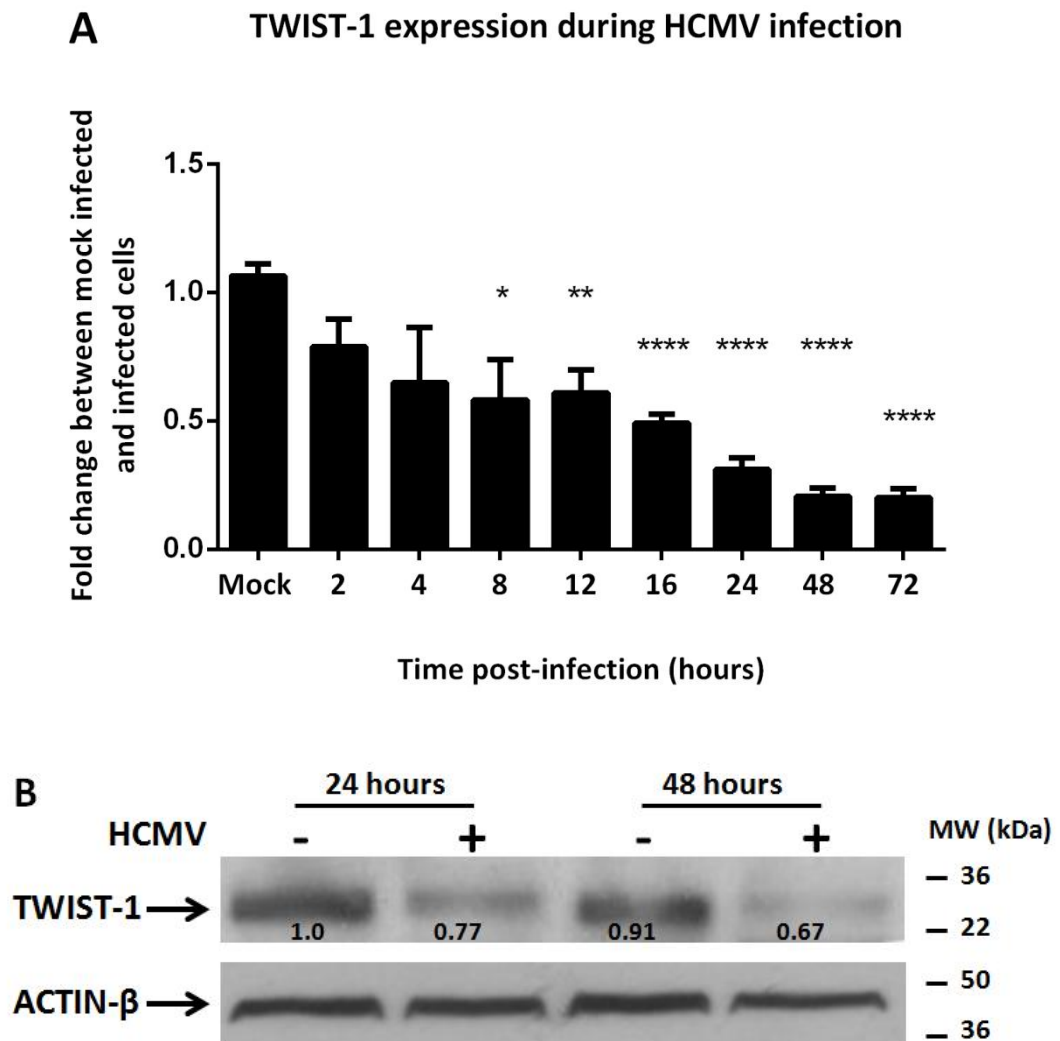 A
TWIST-1 expression during HCMV infection
Fold change between mock infected
and infected cells
1.5
1.0
0.5
0.0
* ** **** **** **** ****
Mock 2 4 8 12 16 24 48 72
Time post-infection (hours)
B
24 hours 48 hours
HCMV - + - + MW (kDa)
TWIST-1
1.0 0.77 0.91 0.67
36
22
ACTIN-β
50
36